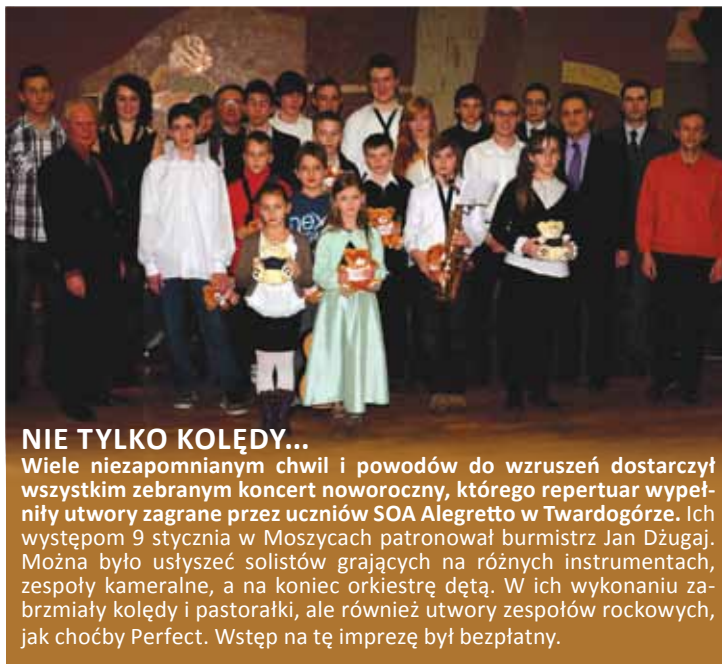 nex
NIE TYLKO KOLĘDY...
Wiele niezapomnianym chwil i powodów do wzruszeń dostarczył
wszystkim zebranym koncert noworoczny, którego repertuar wypeł-
niły utwory zagrane przez uczniów SOA Alegretto w Twardogórze. Ich
występom 9 stycznia w Moszycach patronował burmistrz Jan Dżugaj.
Można było usłyszeć solistów grających na różnych instrumentach,
zespoły kameralne, a na koniec orkiestrę dętą. W ich wykonaniu za-
brzmiały kolędy i pastorałki, ale również utwory zespołów rockowych,
jak choćby Perfect. Wstęp na tę imprezę był bezpłatny.